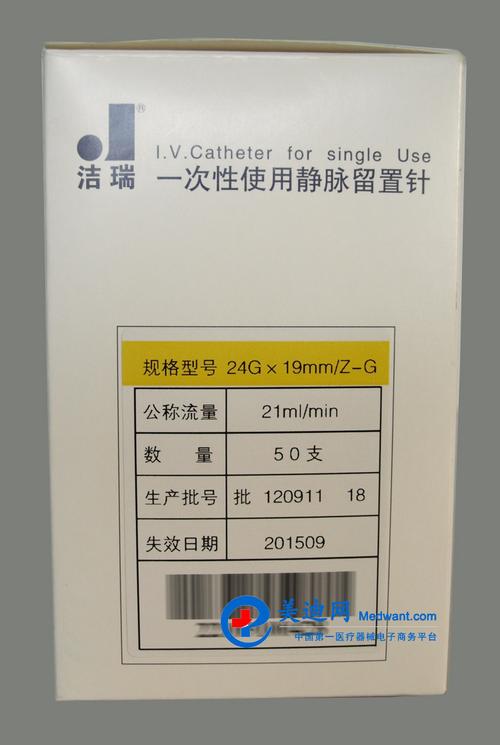 ®
I.V.Catheter for single Use
洁瑞 一次性使用静脉留置针
规格型号 24G×19mm/Z-G
公称流量 21ml/min
数 量 50支
生产批号 批 120911 18
失效日期 201509
美迪网 Medwant.com
中国第一医疗器械电子商务平台